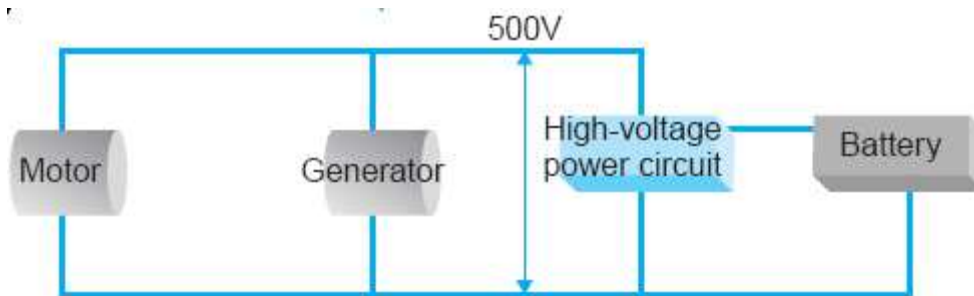 500V
Motor
Generator
High-voltage
power circuit
Battery